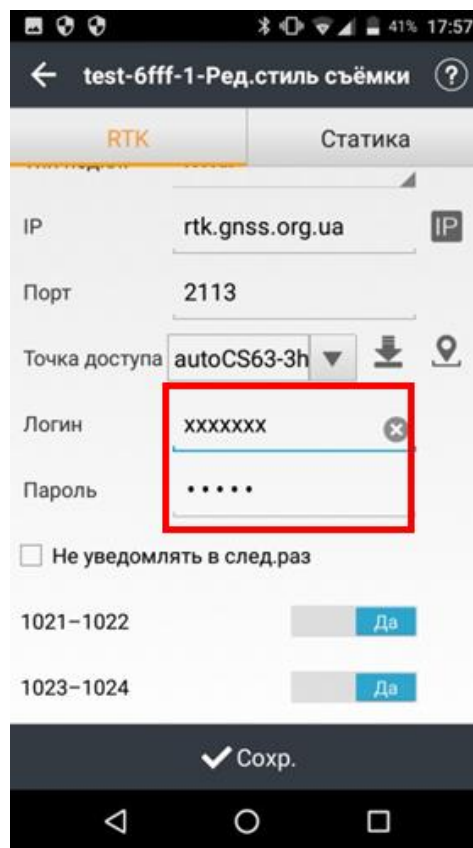 41% 17:57
test-6fff-1-Ред.стиль съёмки ?
RTK Статика
IP rtk.gnss.org.ua IP
Порт 2113
Точка доступа autoCS63-3h
Логин xxxxxxx
Пароль •••••
Не уведомлять в след.раз
1021-1022 Да
1023-1024 Да
Сохр.